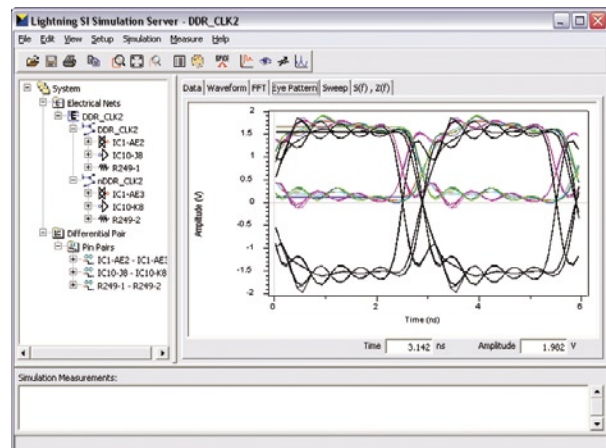 Lightning SI Simulation Server - DDR_CLK2
File Edit View Setup Simulation Measure Help
System
Electrical Nets
DDR_CLK2
DDR_CLK2
IC1-AE2
IC10-J8
R249-1
nDDR_CLK2
IC1-AE3
IC10-K8
R249-2
Differential Pair
Pin Pairs
IC1-AE2 - IC1-AE3
IC10-J8 - IC10-K8
R249-1 - R249-2
Data Waveform FFT Eye Pattern Sweep S(f) , Z(f)
Amplitude (V)
2
1.5
1
0.5
0
-0.5
-1
-1.5
-2
0 2 4 6
Time (ns)
Time 3.142 ns Amplitude 1.982 V
Simulation Measurements: